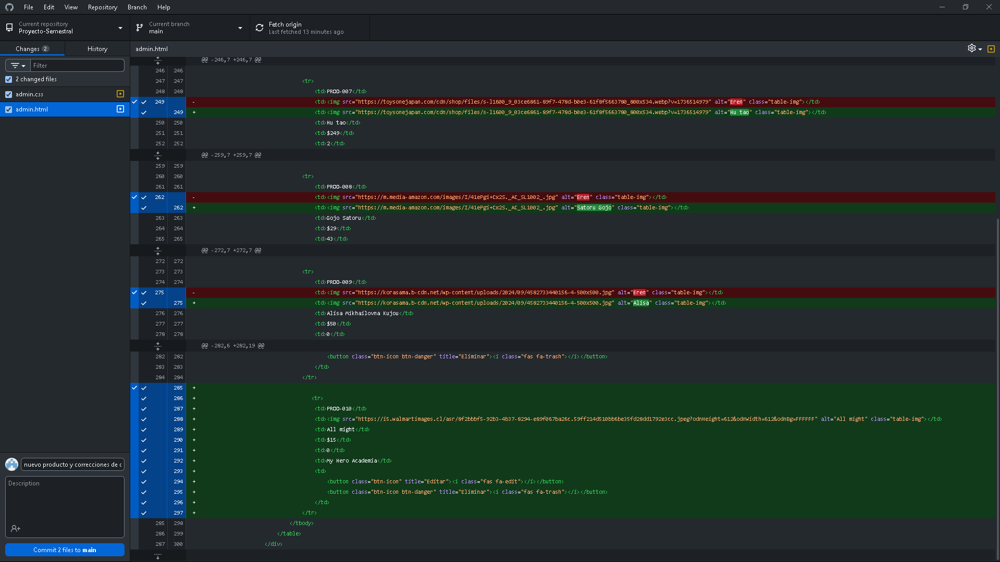 File Edit View Repository Branch Help
Current repository
Proyecto-Semestral
Current branch
main
Fetch origin
Last fetched 13 minutes ago
Changes 2
History
admin.html
Filter
2 changed files
admin.css
admin.html
@@ -246,7 +246,7 @@
246 246
247 247 <tr>
248 248 <td>PROD-007</td>
249 - <td><img src="https://toysonejapan.com/cdn/shop/files/s-l1600_9_03ce6861-89f7-478d-b0e3-61f8f5663780_800x534.webp?v=1736514979" alt="Eren" class="table-img"></td>
249 + <td><img src="https://toysonejapan.com/cdn/shop/files/s-l1600_9_03ce6861-89f7-478d-b0e3-61f8f5663780_800x534.webp?v=1736514979" alt="Hu tao" class="table-img"></td>
250 250 <td>Hu tao</td>
251 251 <td>$249</td>
252 252 <td>2</td>
@@ -259,7 +259,7 @@
259 259
260 260 <tr>
261 261 <td>PROD-008</td>
262 - <td><img src="https://m.media-amazon.com/images/I/41ePgi+Cx2S._AC_SL1002_.jpg" alt="Eren" class="table-img"></td>
262 + <td><img src="https://m.media-amazon.com/images/I/41ePgi+Cx2S._AC_SL1002_.jpg" alt="Satoru Gojo" class="table-img"></td>
263 263 <td>Gojo Satoru</td>
264 264 <td>$29</td>
265 265 <td>43</td>
@@ -272,7 +272,7 @@
272 272
273 273 <tr>
274 274 <td>PROD-009</td>
275 - <td><img src="https://korasama.b-cdn.net/wp-content/uploads/2024/09/4582733440156-4-500x500.jpg" alt="Eren" class="table-img"></td>
275 + <td><img src="https://korasama.b-cdn.net/wp-content/uploads/2024/09/4582733440156-4-500x500.jpg" alt="Alisa" class="table-img"></td>
276 276 <td>Alisa Mikhailovna Kujou</td>
277 277 <td>$50</td>
278 278 <td>0</td>
@@ -282,6 +282,19 @@
282 282 <button class="btn-icon btn-danger" title="Eliminar"><i class="fas fa-trash"></i></button>
283 283 </td>
284 284 </tr>
285 +
286 + <tr>
287 + <td>PROD-010</td>
288 + <td><img src="https://i5.walmartimages.cl/asr/8f2bbbf5-92b3-4b37-8294-e89f067ba26c.59ff214d510bb6be35fd28dd1792e3cc.jpeg?odnHeight=612&odnWidth=612&odnBg=FFFFFF" alt="All might" class="table-img"></td>
289 + <td>All might</td>
290 + <td>$15</td>
291 + <td>0</td>
292 + <td>My Hero Academia</td>
293 + <td>
294 + <button class="btn-icon" title="Editar"><i class="fas fa-edit"></i></button>
295 + <button class="btn-icon btn-danger" title="Eliminar"><i class="fas fa-trash"></i></button>
296 + </td>
297 + </tr>
285 298 </tbody>
286 299 </table>
287 300 </div>
nuevo producto y correcciones de c
Description
Commit 2 files to main